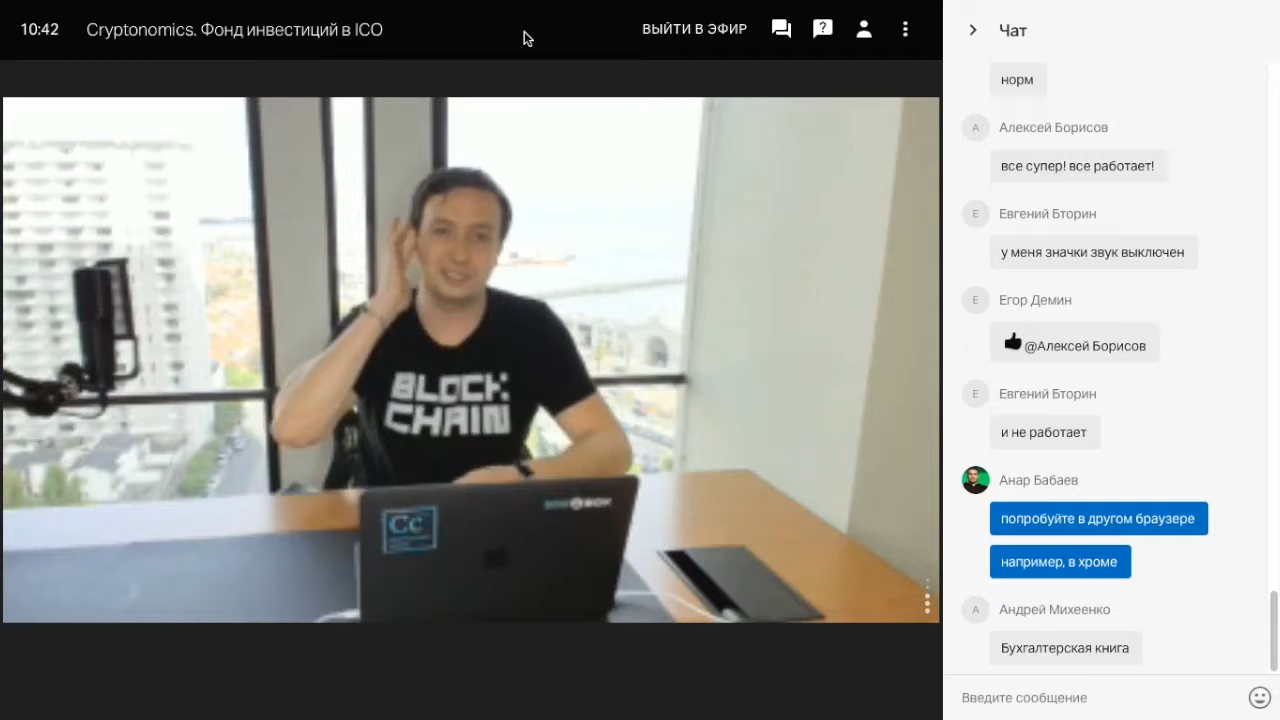 10:42
Cryptonomics. Фонд инвестиций в ICO
ВЫЙТИ В ЭФИР
Чат
норм
Алексей Борисов
все супер! все работает!
Евгений Вторин
у меня значки звук выключен
Егор Демин
@Алексей Борисов
Евгений Вторин
и не работает
Анар Бабаев
попробуйте в другом браузере
например, в хроме
Андрей Михеенко
Бухгалтерская книга
Введите сообщение
BLOCK
CHAIN
Cc